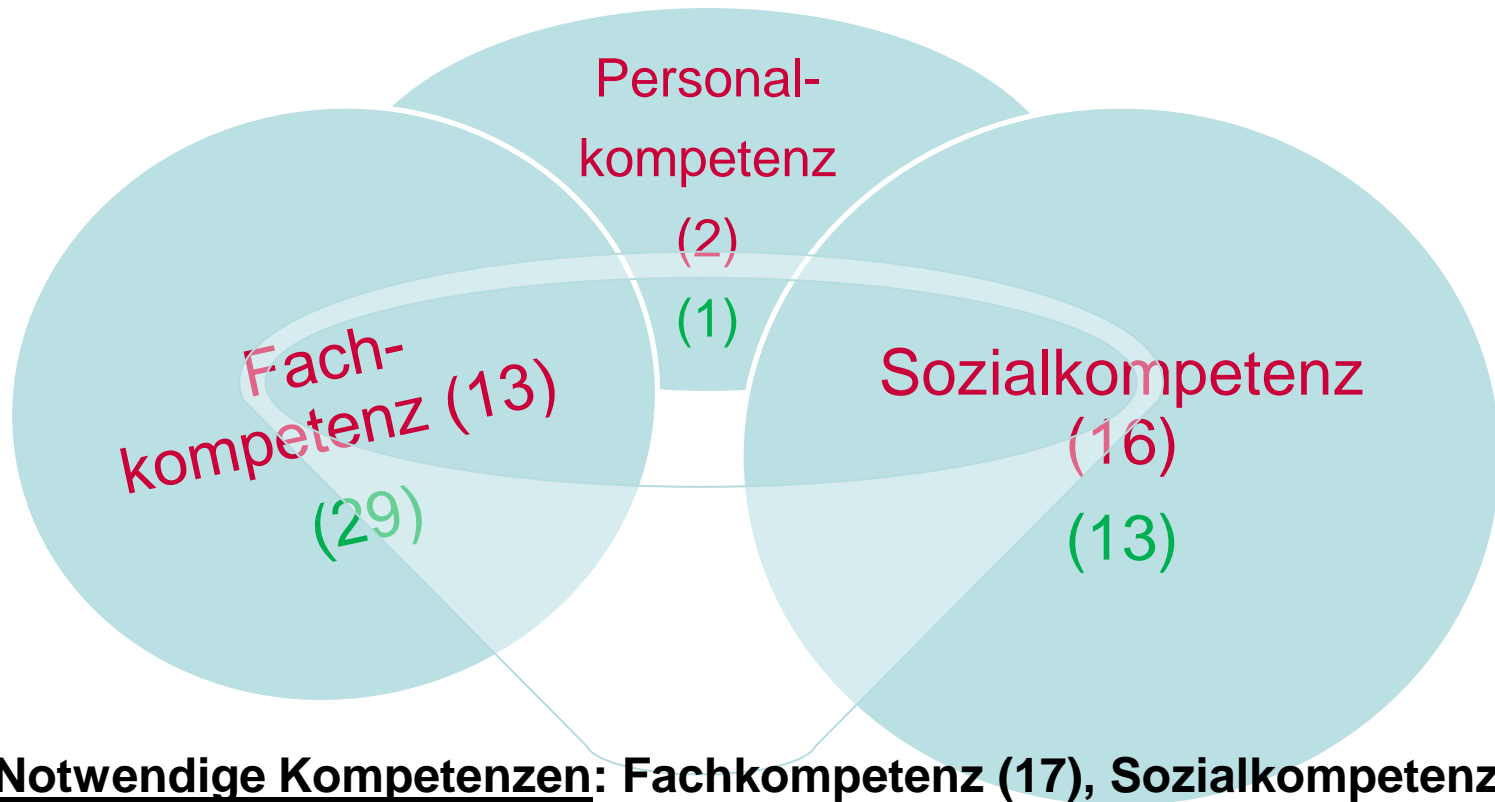 Personal-
kompetenz
(2)
(1)
Fach-
kompetenz (13)
(29)
Sozialkompetenz
(16)
(13)
Notwendige Kompetenzen: Fachkompetenz (17), Sozialkompetenz